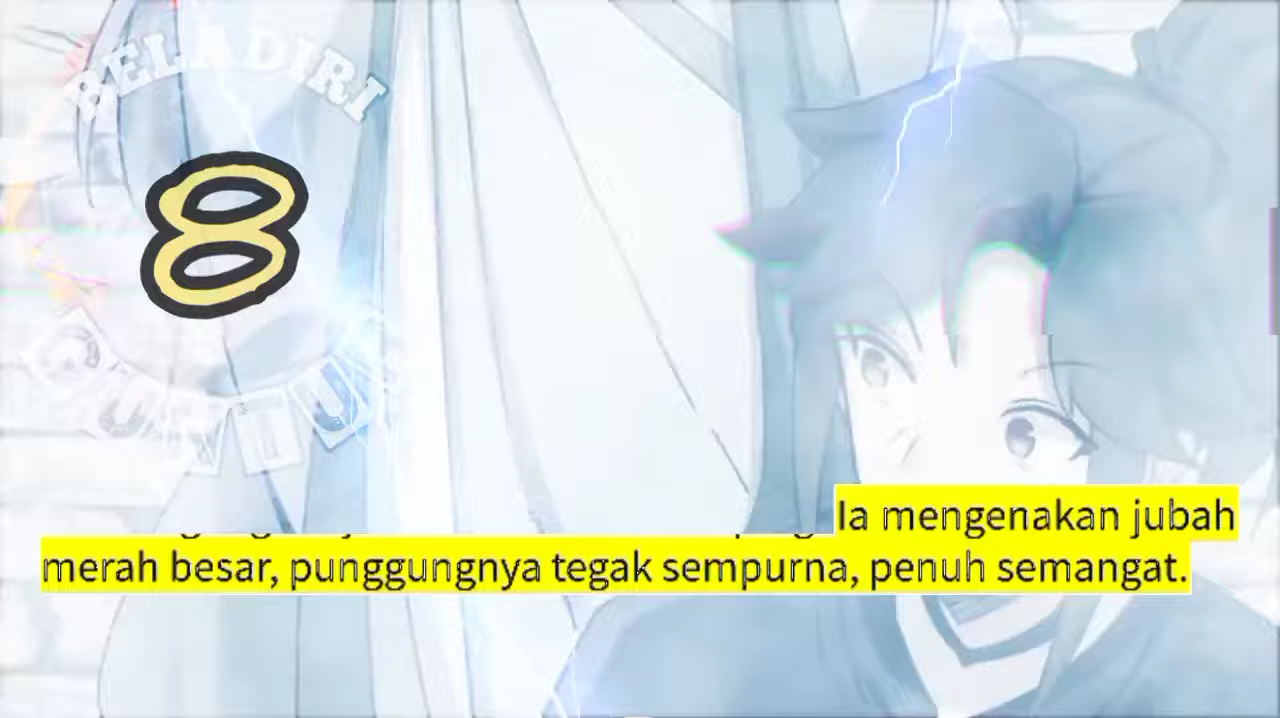 BELADIRI
8
Ia mengenakan jubah
merah besar, punggungnya tegak sempurna, penuh semangat.